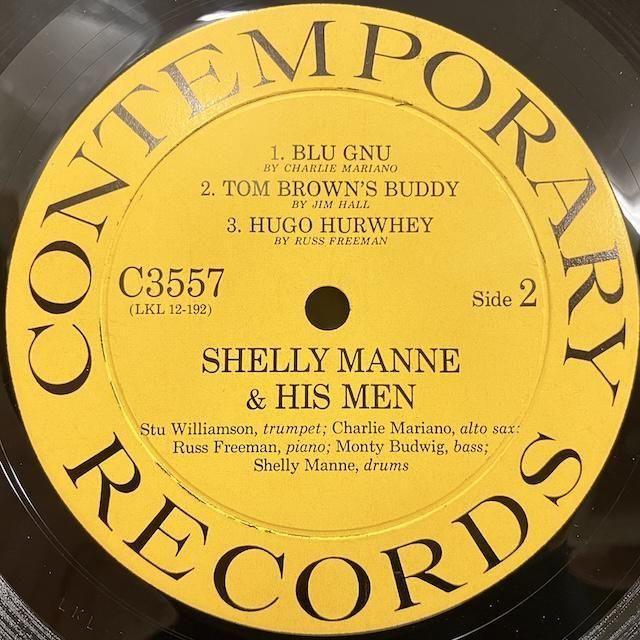 CONTEMPORARY
1. BLU GNU
BY CHARLIE MARIANO
2. TOM BROWN'S BUDDY
BY JIM HALL
3. HUGO HURWHEY
BY RUSS FREEMAN
C3557
(LKL 12-192)
Side 2
SHELLY MANNE
& HIS MEN
Stu Williamson, trumpet; Charlie Mariano, alto sax:
Russ Freeman, piano; Monty Budwig, bass;
Shelly Manne, drums
RECORDS
LKL